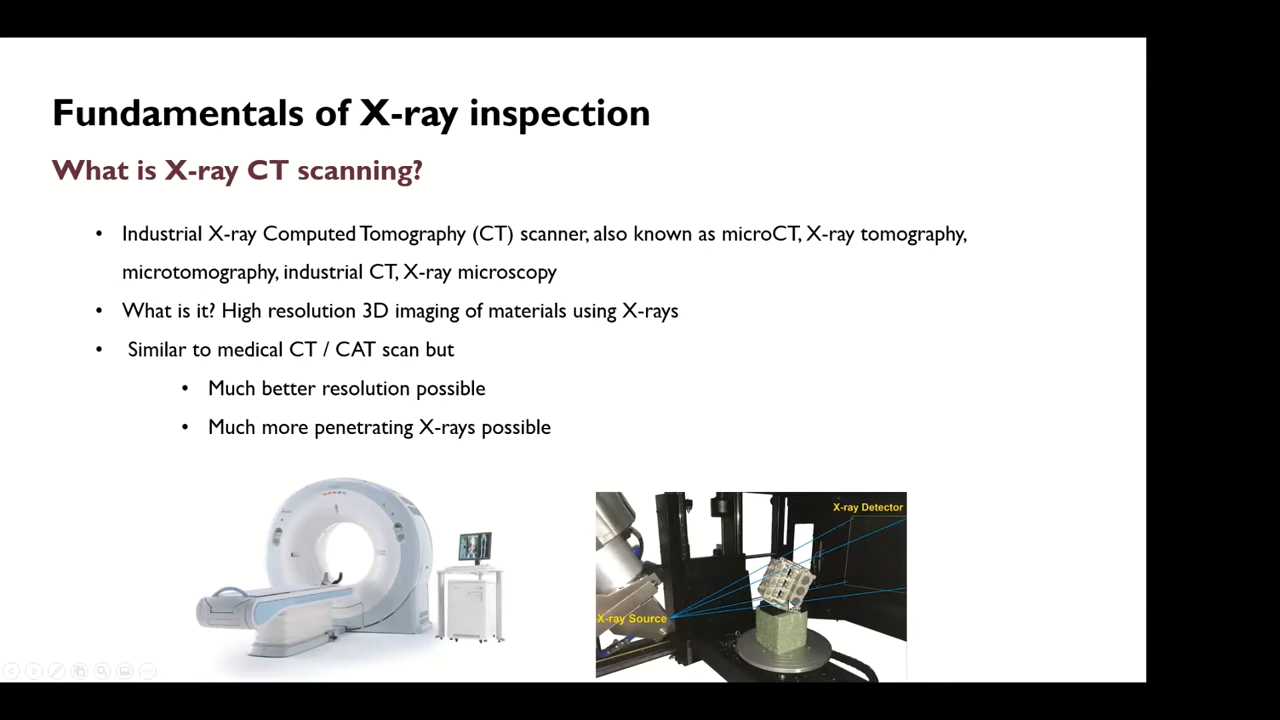 Fundamentals of X-ray inspection
What is X-ray CT scanning?
• Industrial X-ray Computed Tomography (CT) scanner, also known as microCT, X-ray tomography,
microtomography, industrial CT, X-ray microscopy
• What is it? High resolution 3D imaging of materials using X-rays
• Similar to medical CT / CAT scan but
• Much better resolution possible
• Much more penetrating X-rays possible
X-ray Detector
X-ray Source